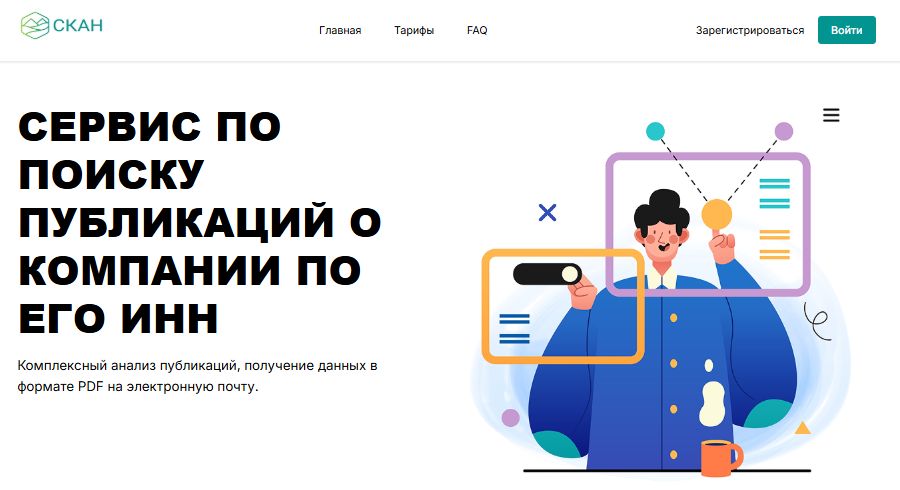 СКАН
Главная
Тарифы
FAQ
Зарегистрироваться
Войти
СЕРВИС ПО
ПОИСКУ
ПУБЛИКАЦИЙ О
КОМПАНИИ ПО
ЕГО ИНН
Комплексный анализ публикаций, получение данных в
формате PDF на электронную почту.